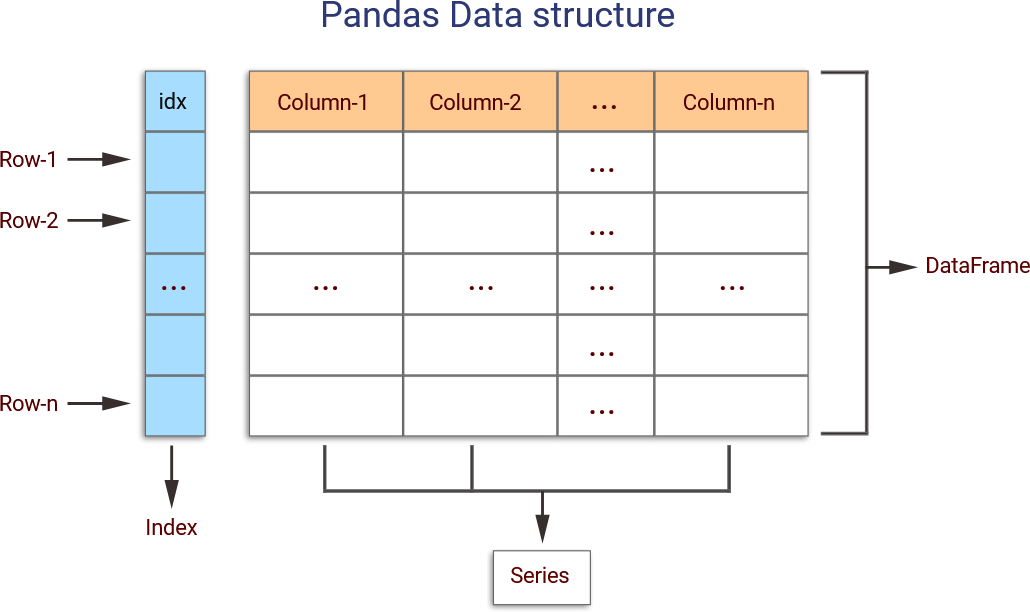 Pandas Data structure
idx Column-1 Column-2 ... Column-n
Row-1 ...
Row-2 ...
... ... ... ... ...
...
Row-n ...
DataFrame
Index
Series